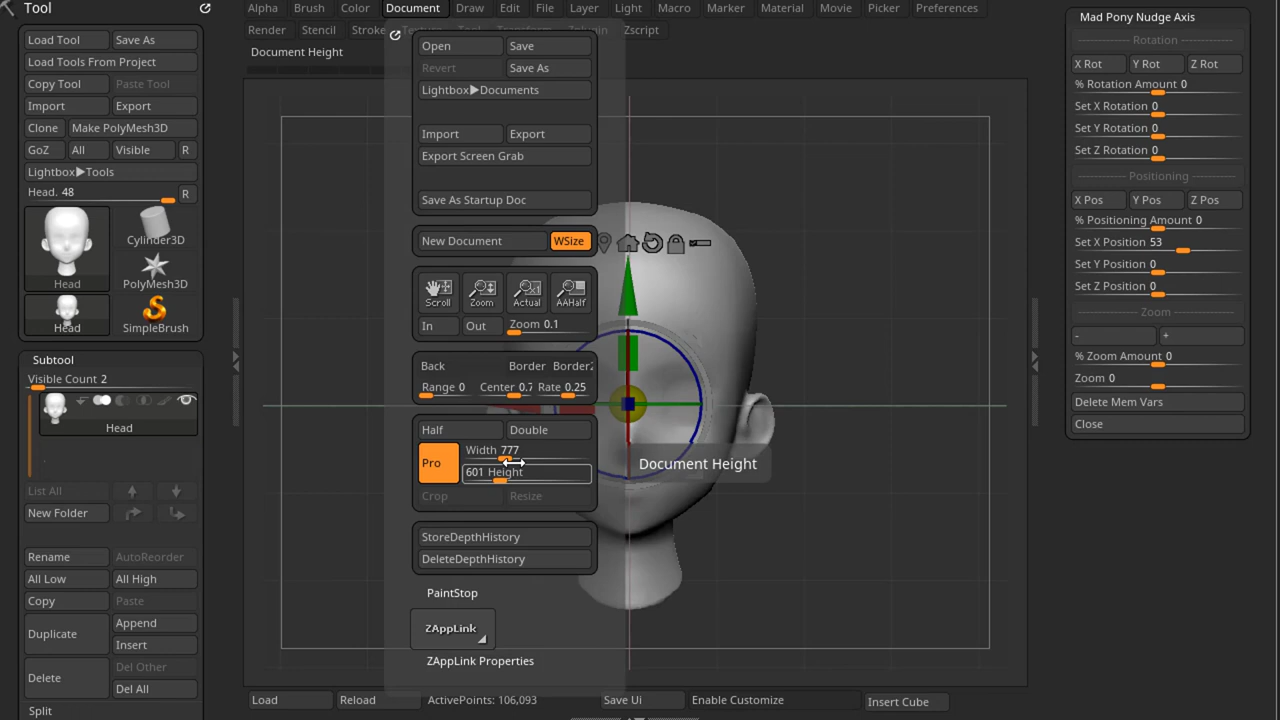 Tool
Alpha Brush Color Document Draw Edit File Layer Light Macro Marker Material Movie Picker Preferences
Render Stencil Stroke Zscript
Document Height
Load Tool Save As
Load Tools From Project
Copy Tool Paste Tool
Import Export
Clone Make PolyMesh3D
GoZ All Visible R
Lightbox▶Tools
Head. 48 R
Head Cylinder3D
PolyMesh3D
Head SimpleBrush
Subtool
Visible Count 2
Head
List All
New Folder
Rename AutoReorder
All Low All High
Copy Paste
Duplicate Append
Insert
Delete Del Other
Del All
Split
Open Save
Revert Save As
Lightbox▶Documents
Import Export
Export Screen Grab
Save As Startup Doc
New Document WSize
Scroll Zoom Actual AAHalf
In Out Zoom 0.1
Back Border Border2
Range 0 Center 0.7 Rate 0.25
Half Double
Pro Width 777
601 Height
Crop Resize
StoreDepthHistory
DeleteDepthHistory
PaintStop
ZAppLink
ZAppLink Properties
Document Height
Load Reload ActivePoints: 106,093 Save Ui Enable Customize Insert Cube
Mad Pony Nudge Axis
Rotation
X Rot Y Rot Z Rot
% Rotation Amount 0
Set X Rotation 0
Set Y Rotation 0
Set Z Rotation 0
Positioning
X Pos Y Pos Z Pos
% Positioning Amount 0
Set X Position 53
Set Y Position 0
Set Z Position 0
Zoom
- +
% Zoom Amount 0
Zoom 0
Delete Mem Vars
Close